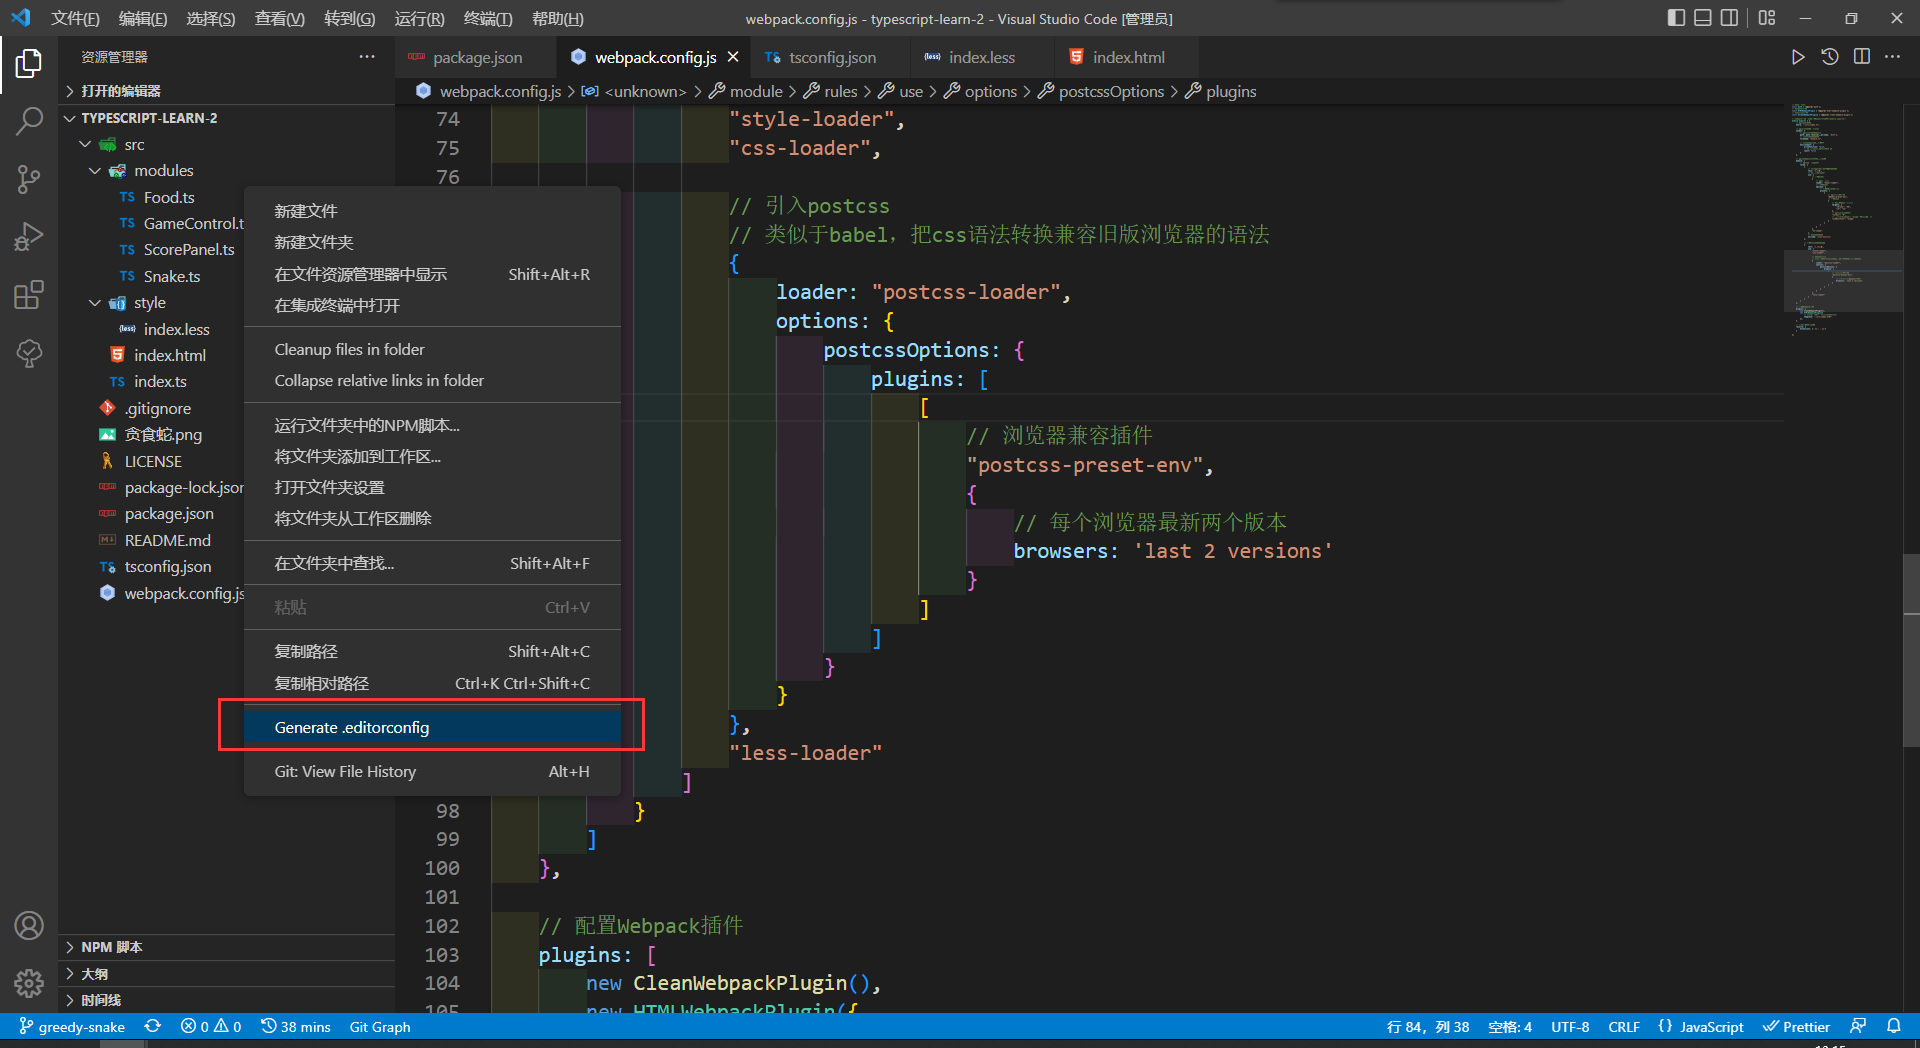 文件(F) 编辑(E) 选择(S) 查看(V) 转到(G) 运行(R) 终端(T) 帮助(H)
webpack.config.js - typescript-learn-2 - Visual Studio Code [管理员]
资源管理器
打开的编辑器
TYPESCRIPT-LEARN-2
src
modules
TS Food.ts
TS GameControl.t
TS ScorePanel.ts
TS Snake.ts
style
{less} index.less
index.html
TS index.ts
.gitignore
贪食蛇.png
LICENSE
package-lock.jsor
package.json
README.md
TS tsconfig.json
webpack.config.js
NPM 脚本
大纲
时间线
新建文件
新建文件夹
在文件资源管理器中显示 Shift+Alt+R
在集成终端中打开
Cleanup files in folder
Collapse relative links in folder
运行文件夹中的NPM脚本...
将文件夹添加到工作区...
打开文件夹设置
将文件夹从工作区删除
在文件夹中查找... Shift+Alt+F
粘贴 Ctrl+V
复制路径 Shift+Alt+C
复制相对路径 Ctrl+K Ctrl+Shift+C
Generate .editorconfig
Git: View File History Alt+H
package.json webpack.config.js TS tsconfig.json {less} index.less index.html
webpack.config.js > <unknown> > module > rules > use > options > postcssOptions > plugins
74 "style-loader",
75 "css-loader",
76
// 引入postcss
// 类似于babel，把css语法转换兼容旧版浏览器的语法
{
loader: "postcss-loader",
options: {
postcssOptions: {
plugins: [
[
// 浏览器兼容插件
"postcss-preset-env",
{
// 每个浏览器最新两个版本
browsers: 'last 2 versions'
}
]
]
}
}
},
"less-loader"
]
98 }
99 ]
100 },
101
102 // 配置Webpack插件
103 plugins: [
104 new CleanWebpackPlugin(),
105 new HTMLWebpackPlugin({
greedy-snake 0 0 38 mins Git Graph
行 84，列 38 空格: 4 UTF-8 CRLF {} JavaScript Prettier